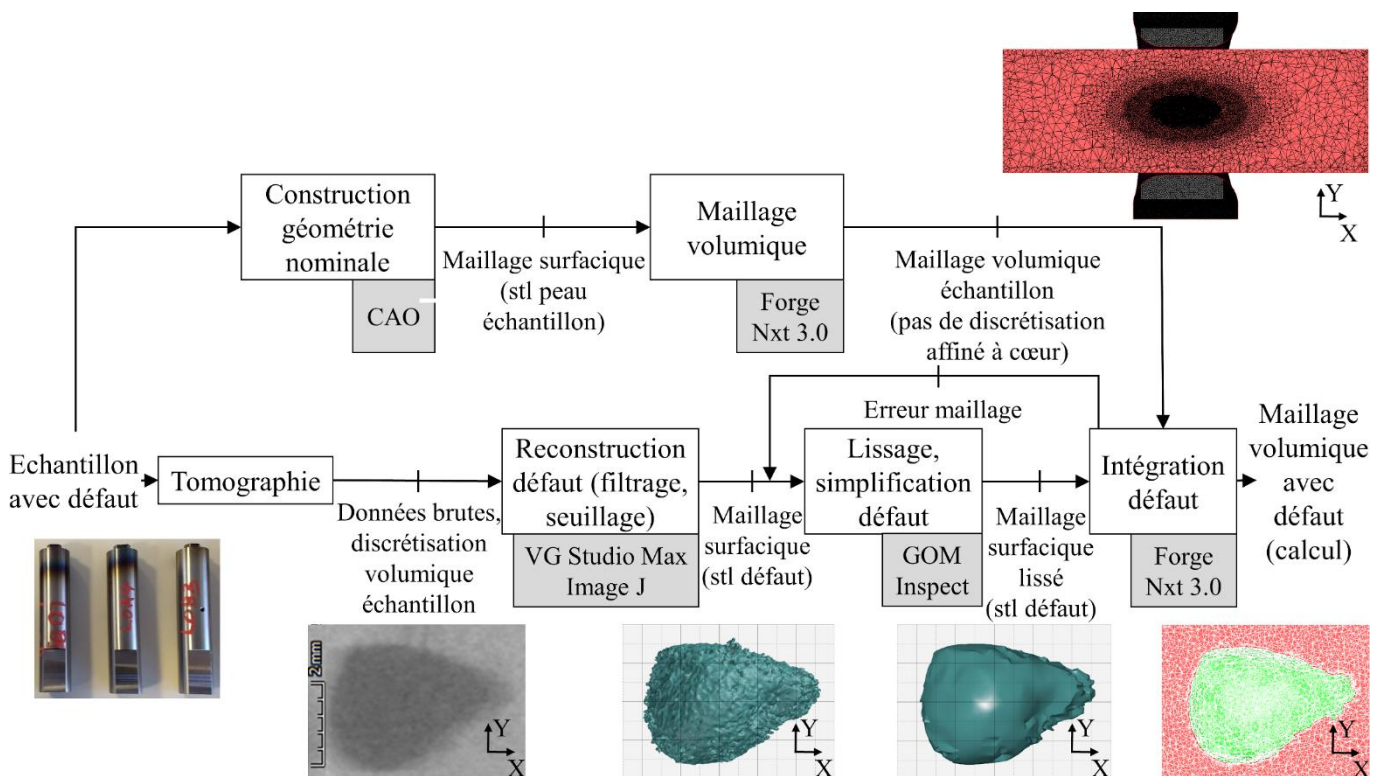 Y
X
Construction
géométrie
nominale
CAO
Maillage surfacique
(stl peau
échantillon)
Maillage
volumique
Forge
Nxt 3.0
Maillage volumique
échantillon
(pas de discrétisation
affiné à cœur)
Erreur maillage
Echantillon
avec défaut
Tomographie
Données brutes,
discrétisation
volumique
échantillon
Reconstruction
défaut (filtrage,
seuillage)
VG Studio Max
Image J
Maillage
surfacique
(stl défaut)
Lissage,
simplification
défaut
GOM
Inspect
Maillage
surfacique
lissé
(stl défaut)
Intégration
défaut
Forge
Nxt 3.0
Maillage
volumique
avec
défaut
(calcul)
2 mm
Y
X
Y
X
Y
X
Y
X